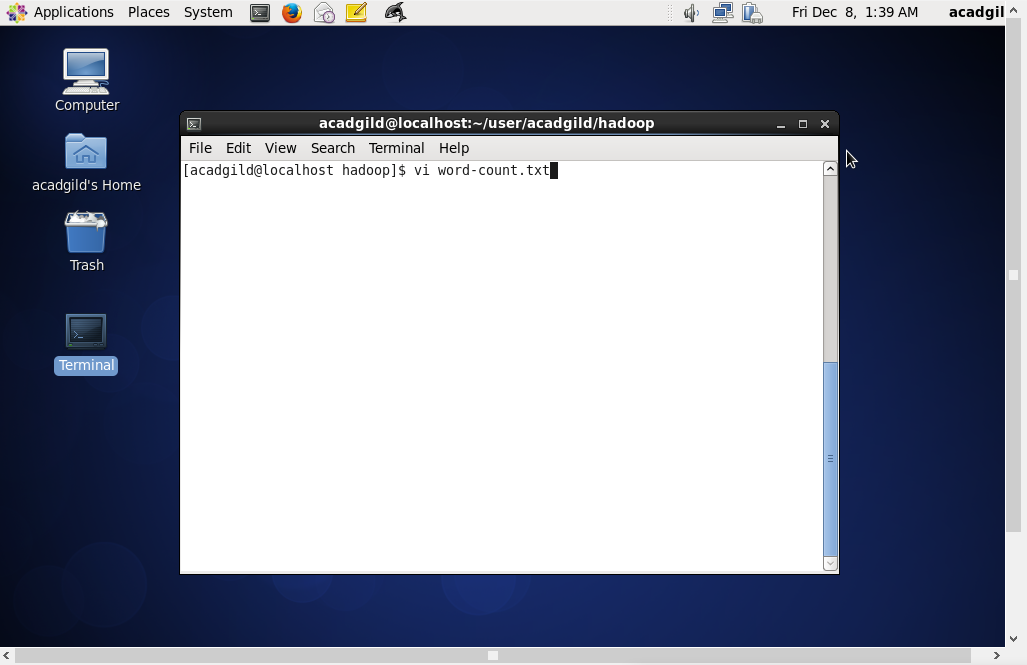 Applications Places System Fri Dec 8, 1:39 AM acadgil
Computer
acadgild's Home
Trash
Terminal
acadgild@localhost:~/user/acadgild/hadoop
File Edit View Search Terminal Help
[acadgild@localhost hadoop]$ vi word-count.txt